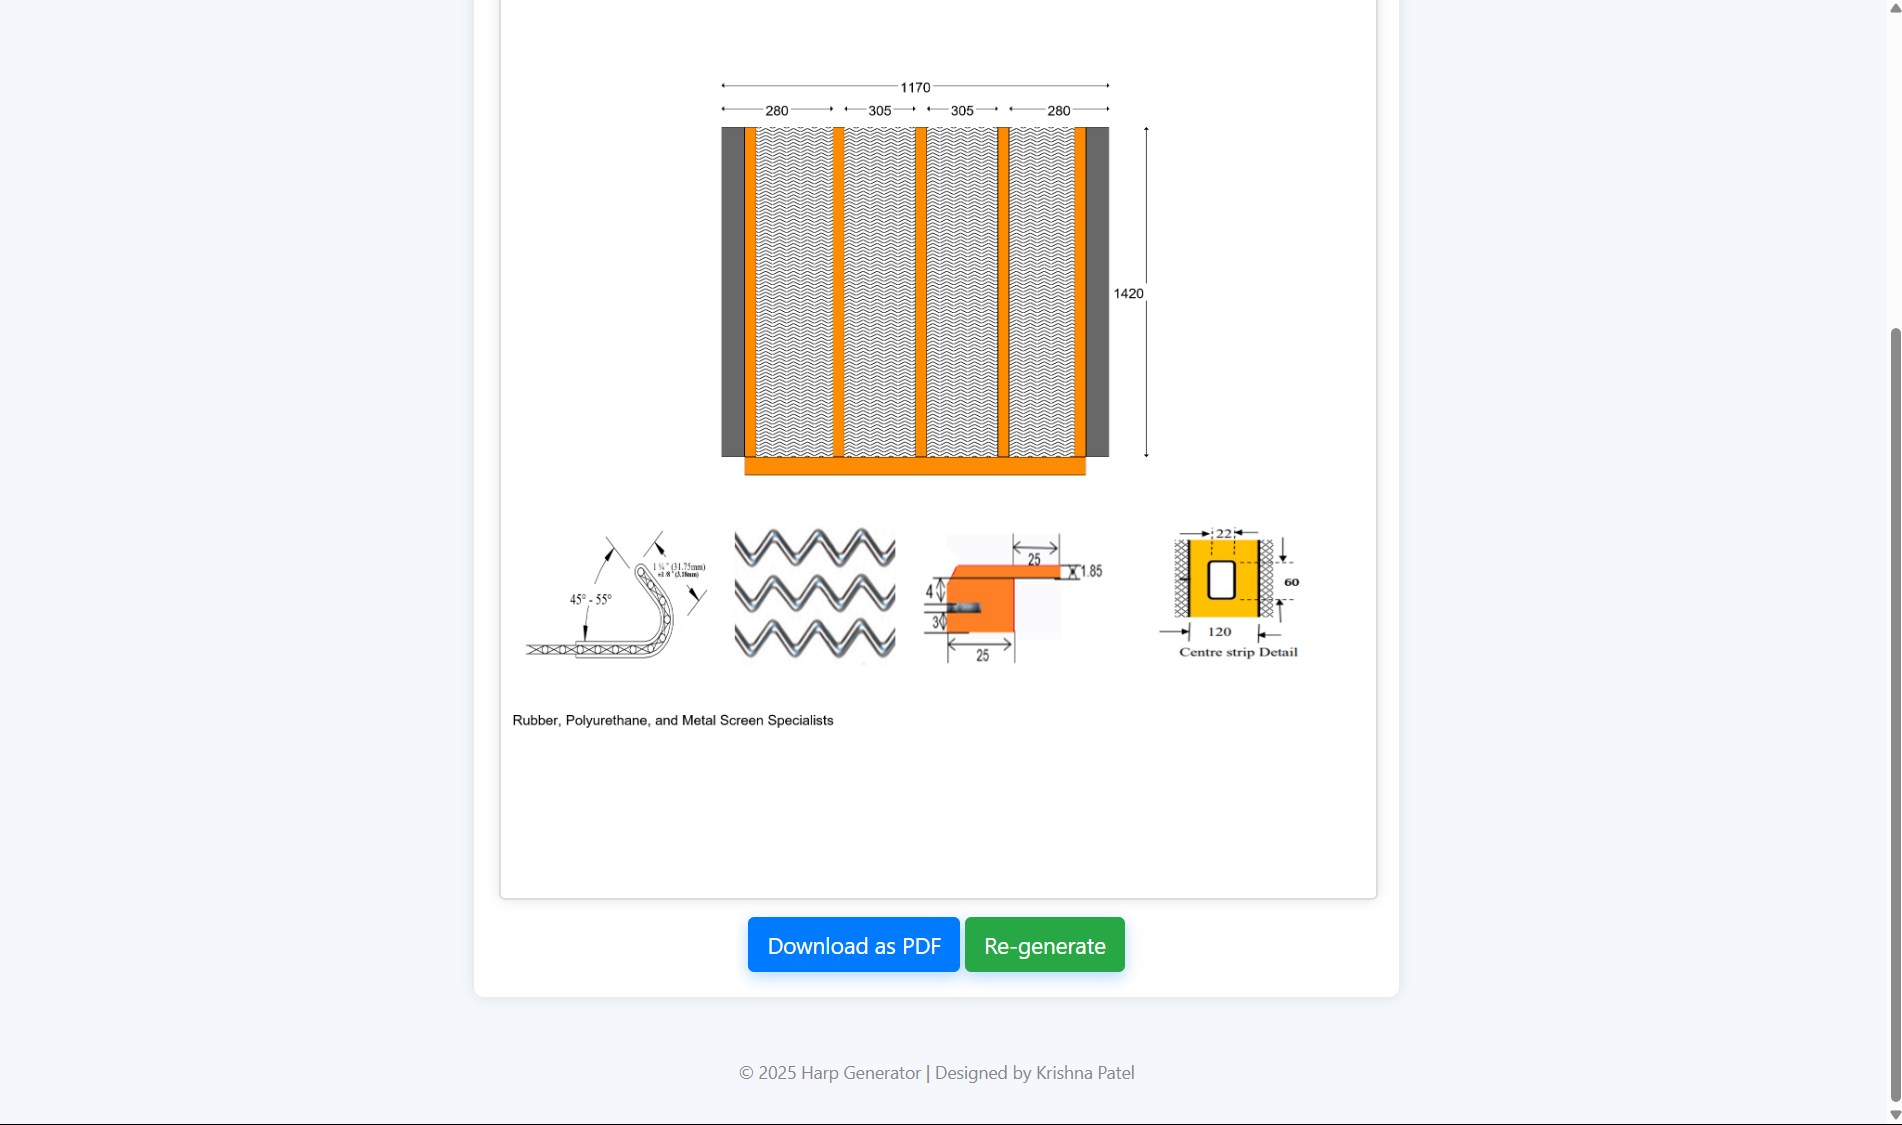 1170
280 305 305 280
1420
1 ¼" (31.75mm)
±1/8" (3.18mm)
45° - 55°
25
1.85
4
3
25
22
60
120
Centre strip Detail
Rubber, Polyurethane, and Metal Screen Specialists
Download as PDF Re-generate
© 2025 Harp Generator | Designed by Krishna Patel